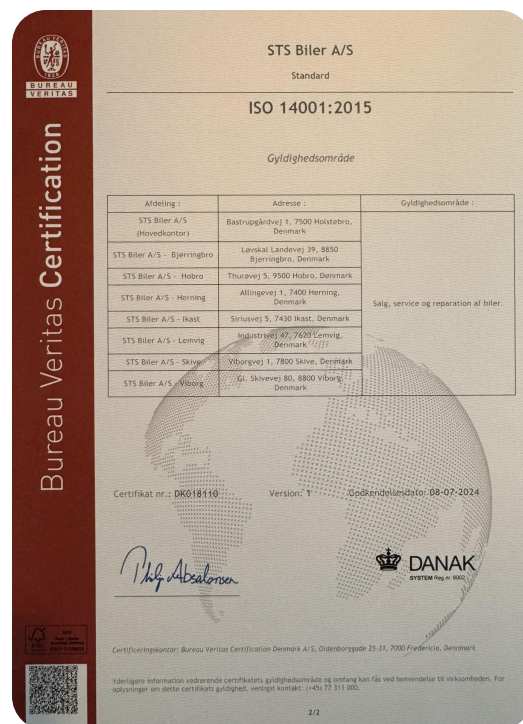 STS Biler A/S
Standard
ISO 14001:2015
Gyldighedsområde
Afdeling :
Adresse :
Gyldighedsområde :
STS Biler A/S
(Hovedkontor)
Bastrupgårdvej 1, 7500 Holstebro,
Denmark
Salg, service og reparation af biler.
STS Biler A/S - Bjerringbro
Løvskal Landevej 39, 8850
Bjerringbro, Denmark
STS Biler A/S - Hobro
Thurøvej 5, 9500 Hobro, Denmark
STS Biler A/S - Herning
Allingevej 1, 7400 Herning,
Denmark
STS Biler A/S - Ikast
Siriusvej 5, 7430 Ikast, Denmark
STS Biler A/S - Lemvig
Industrivej 47, 7620 Lemvig,
Denmark
STS Biler A/S - Skive
Viborgvej 1, 7800 Skive, Denmark
STS Biler A/S - Viborg
Gl. Skivevej 80, 8800 Viborg,
Denmark
Certifikat nr.: DK018110
Version: 1
Godkendelsesdato: 08-07-2024
Philip Absalonsen
DANAK
SYSTEM Reg.nr. 6002
Certificeringskontor: Bureau Veritas Certification Denmark A/S, Oldenborggade 25-31, 7000 Fredericia, Denmark
Yderligere information vedrørende certifikatets gyldighedsområde og omfang kan fås ved henvendelse til virksomheden. For
oplysninger om dette certifikats gyldighed, venligst kontakt: (+45) 77 311 000.
2/2
BUREAU VERITAS
1828
BUREAU
VERITAS
Bureau Veritas Certification
FSC
MIX